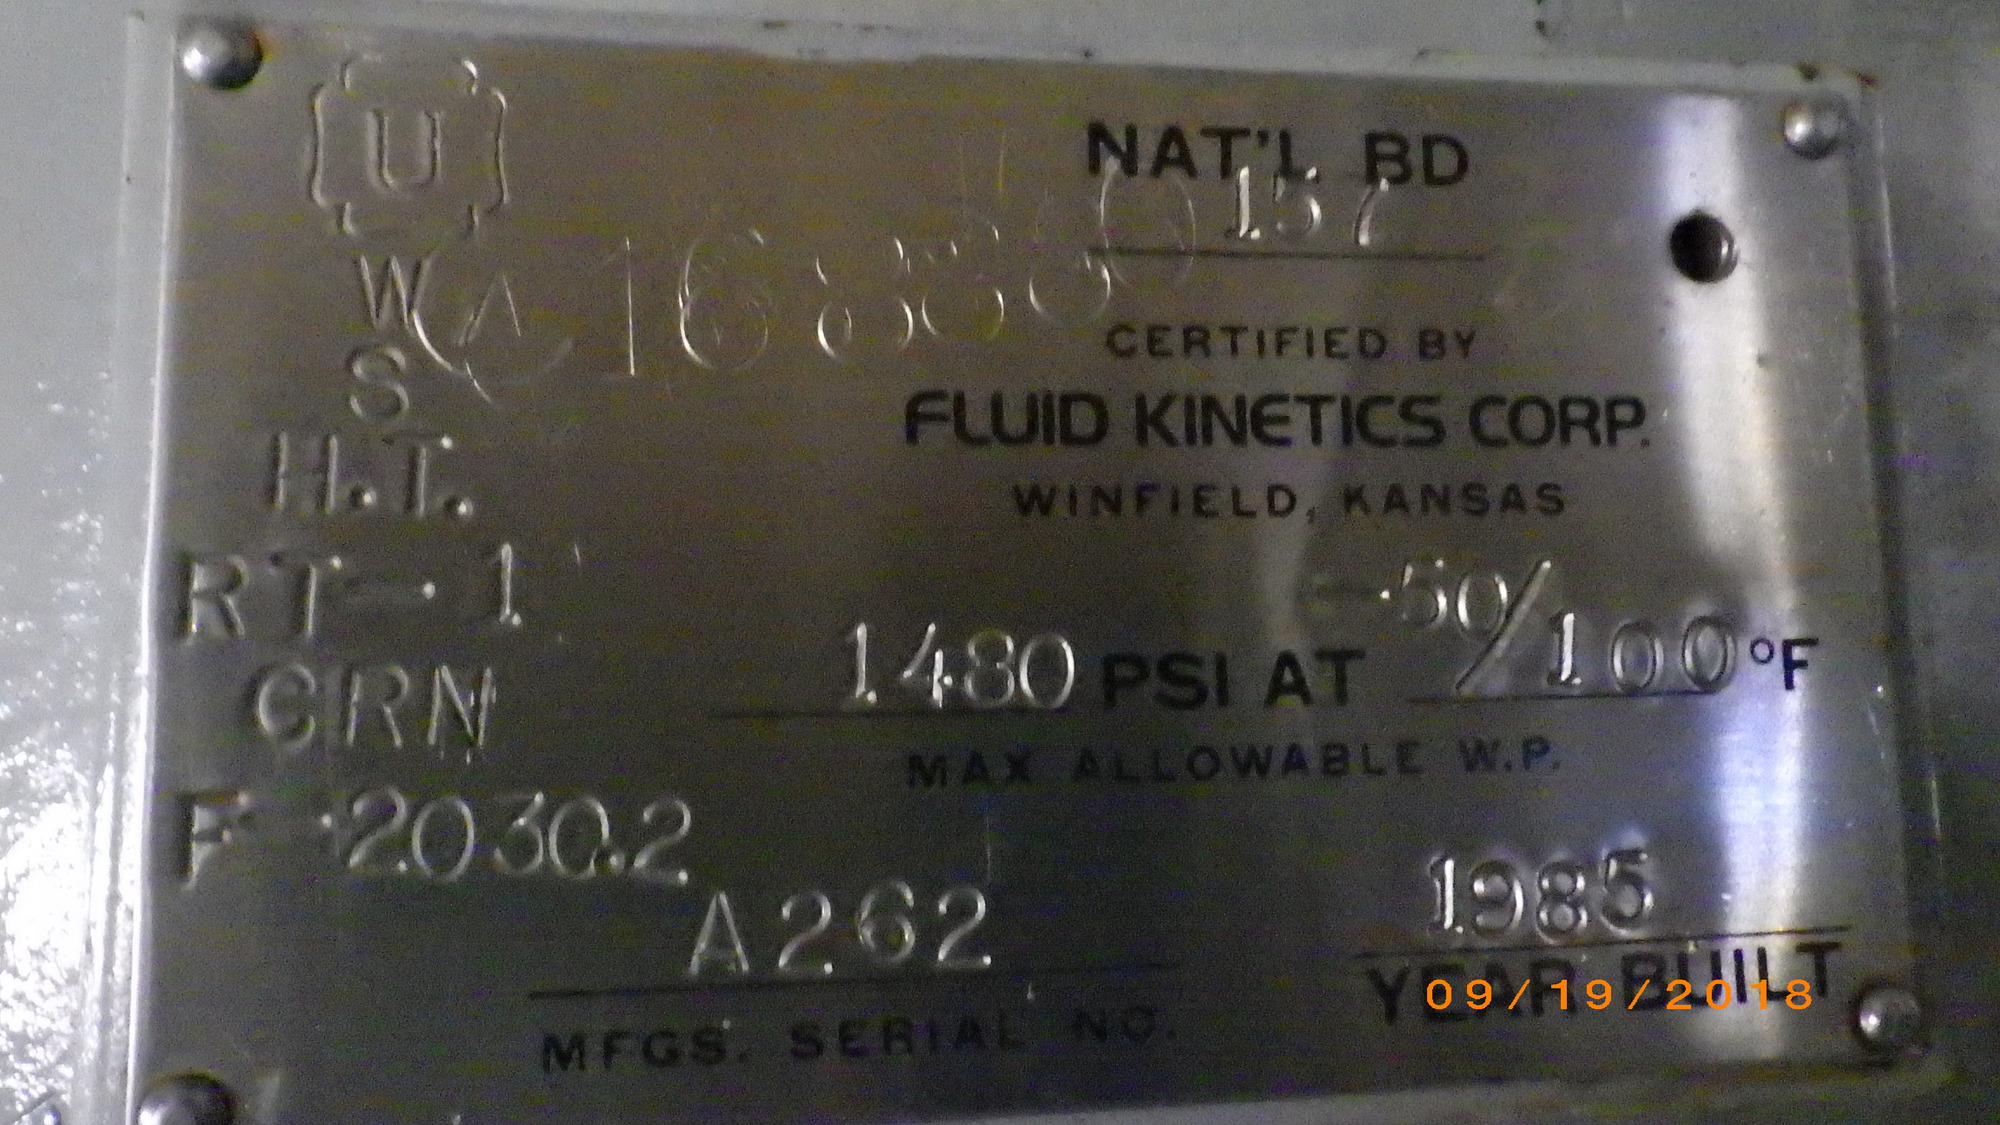 U
NAT'L BD
157
W
S
CERTIFIED BY
FLUID KINETICS CORP.
H.T.
WINFIELD, KANSAS
RT-1
-50/100 °F
1480 PSI AT
CRN
MAX ALLOWABLE W.P.
F-2030.2
A262
1985
MFGS. SERIAL NO.
YEAR BUILT
09/19/2018